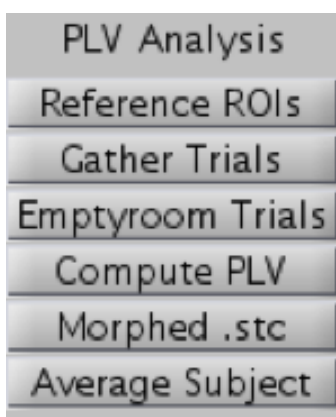 PLV Analysis
Reference ROIs
Gather Trials
Emptyroom Trials
Compute PLV
Morphed .stc
Average Subject